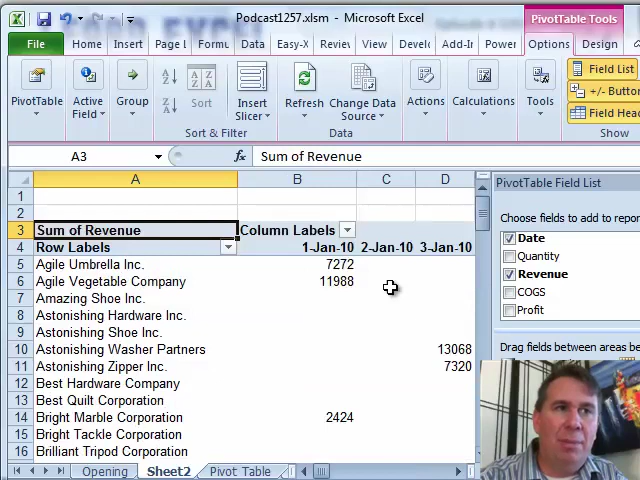 Podcast1257.xlsm - Microsoft Excel
PivotTable Tools
File Home Insert Page L Formu Data Easy-X Review Develo Add-Ir Power Options Design
PivotTable
Active Field
Group
Sort
Insert Slicer
Refresh
Change Data Source
Actions
Calculations
Tools
Field List
+/- Button
Field Head
Sort & Filter Data Show
A3 fx Sum of Revenue
A B C D
PivotTable Field List
1
2
Choose fields to add to repor
3 Sum of Revenue Column Labels
4 Row Labels 1-Jan-10 2-Jan-10 3-Jan-10
5 Agile Umbrella Inc. 7272
6 Agile Vegetable Company 11988
7 Amazing Shoe Inc.
8 Astonishing Hardware Inc.
9 Astonishing Shoe Inc.
10 Astonishing Washer Partners 13068
11 Astonishing Zipper Inc. 7320
12 Best Hardware Company
13 Best Quilt Corporation
14 Bright Marble Corporation 2424
15 Bright Tackle Corporation
16 Brilliant Tripod Corporation
Date
Quantity
Revenue
COGS
Profit
Drag fields between areas be
Opening Sheet2 Pivot Table